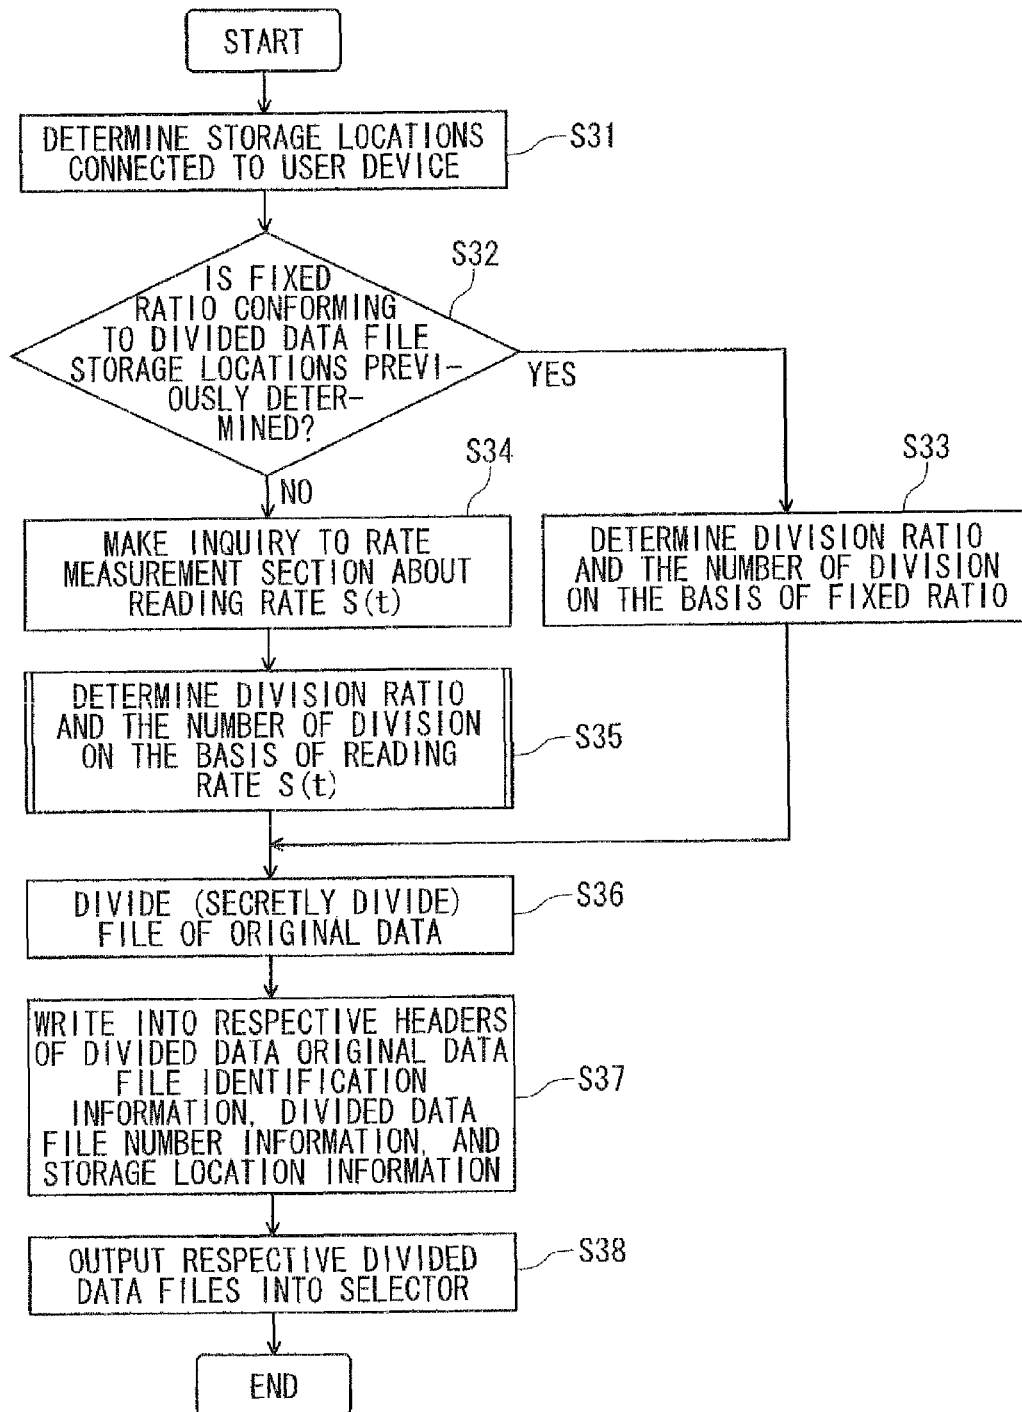 START
DETERMINE STORAGE LOCATIONS
CONNECTED TO USER DEVICE
S31
IS FIXED
RATIO CONFORMING
TO DIVIDED DATA FILE
STORAGE LOCATIONS PREVI-
OUSLY DETER-
MINED?
S32
YES
NO
S34
MAKE INQUIRY TO RATE
MEASUREMENT SECTION ABOUT
READING RATE S(t)
S33
DETERMINE DIVISION RATIO
AND THE NUMBER OF DIVISION
ON THE BASIS OF FIXED RATIO
DETERMINE DIVISION RATIO
AND THE NUMBER OF DIVISION
ON THE BASIS OF READING
RATE S(t)
S35
DIVIDE (SECRETLY DIVIDE)
FILE OF ORIGINAL DATA
S36
WRITE INTO RESPECTIVE HEADERS
OF DIVIDED DATA ORIGINAL DATA
FILE IDENTIFICATION
INFORMATION, DIVIDED DATA
FILE NUMBER INFORMATION, AND
STORAGE LOCATION INFORMATION
S37
OUTPUT RESPECTIVE DIVIDED
DATA FILES INTO SELECTOR
S38
END